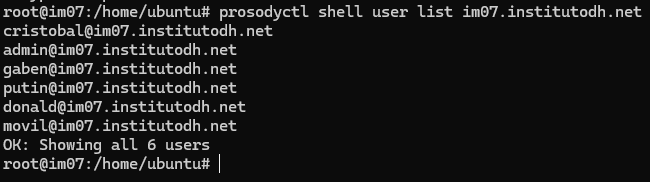 root@im07:/home/ubuntu# prosodyctl shell user list im07.institutodh.net
cristobal@im07.institutodh.net
admin@im07.institutodh.net
gaben@im07.institutodh.net
putin@im07.institutodh.net
donald@im07.institutodh.net
movil@im07.institutodh.net
OK: Showing all 6 users
root@im07:/home/ubuntu#